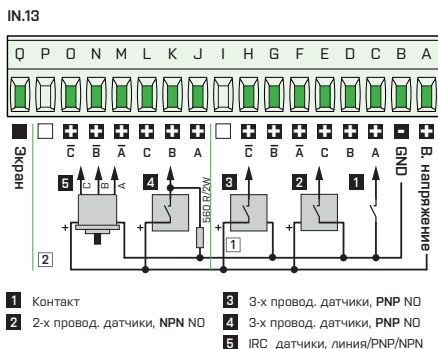 IN.13
Q P O N M L K J I H G F E D C B A
Экран C̅ B̅ A̅ C B A C̅ B̅ A̅ C B A GND В. напряжение
5 C B A 4 560 R/2W 3 2 1
+ + + +
1
2
1 Контакт
2 2-х провод. датчики, NPN NO
3 3-х провод. датчики, PNP NO
4 3-х провод. датчики, PNP NO
5 IRC датчики, линия/PNP/NPN